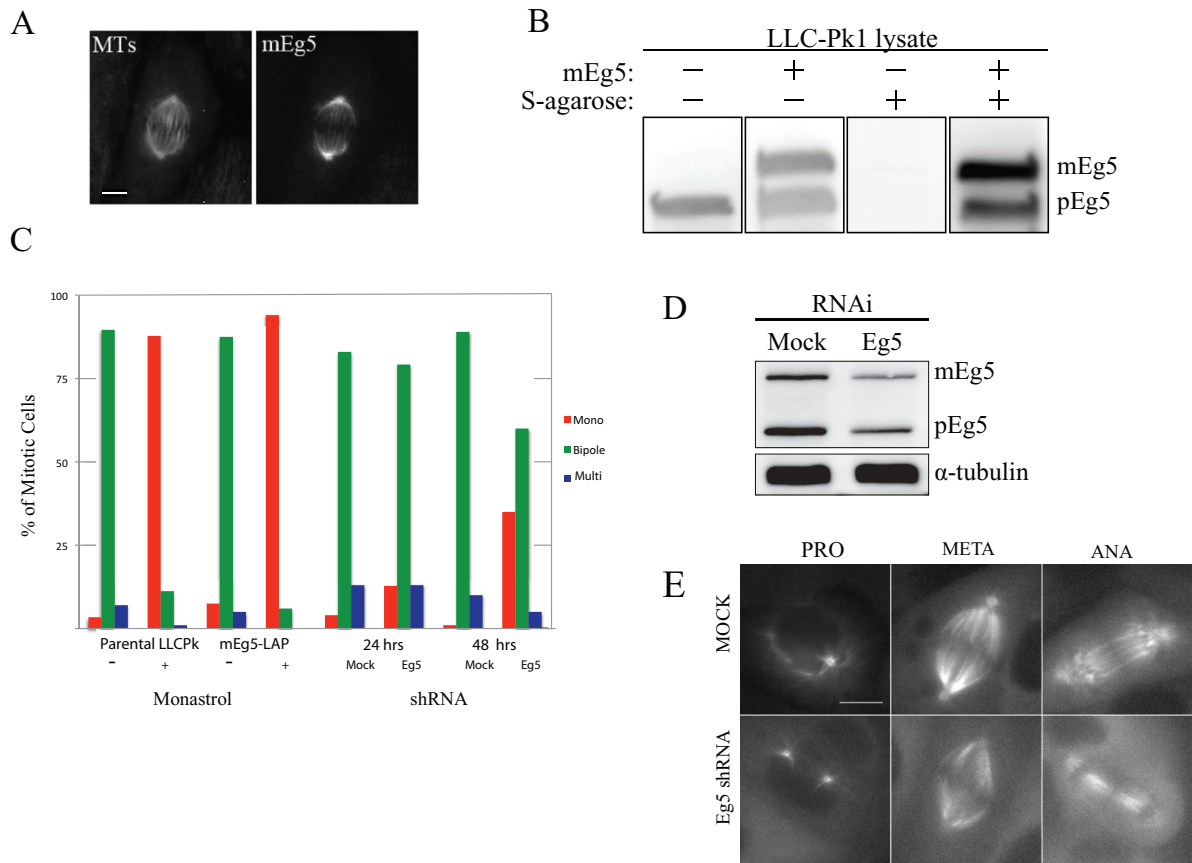 A
MTs
mEg5
B
LLC-Pk1 lysate
mEg5: − + − +
S-agarose: − − + +
mEg5
pEg5
C
% of Mitotic Cells
100
75
50
25
Mono
Bipole
Multi
Parental LLCPk mEg5-LAP 24 hrs 48 hrs
− + − + Mock Eg5 Mock Eg5
Monastrol shRNA
D
RNAi
Mock Eg5
mEg5
pEg5
α-tubulin
E
PRO META ANA
MOCK
Eg5 shRNA